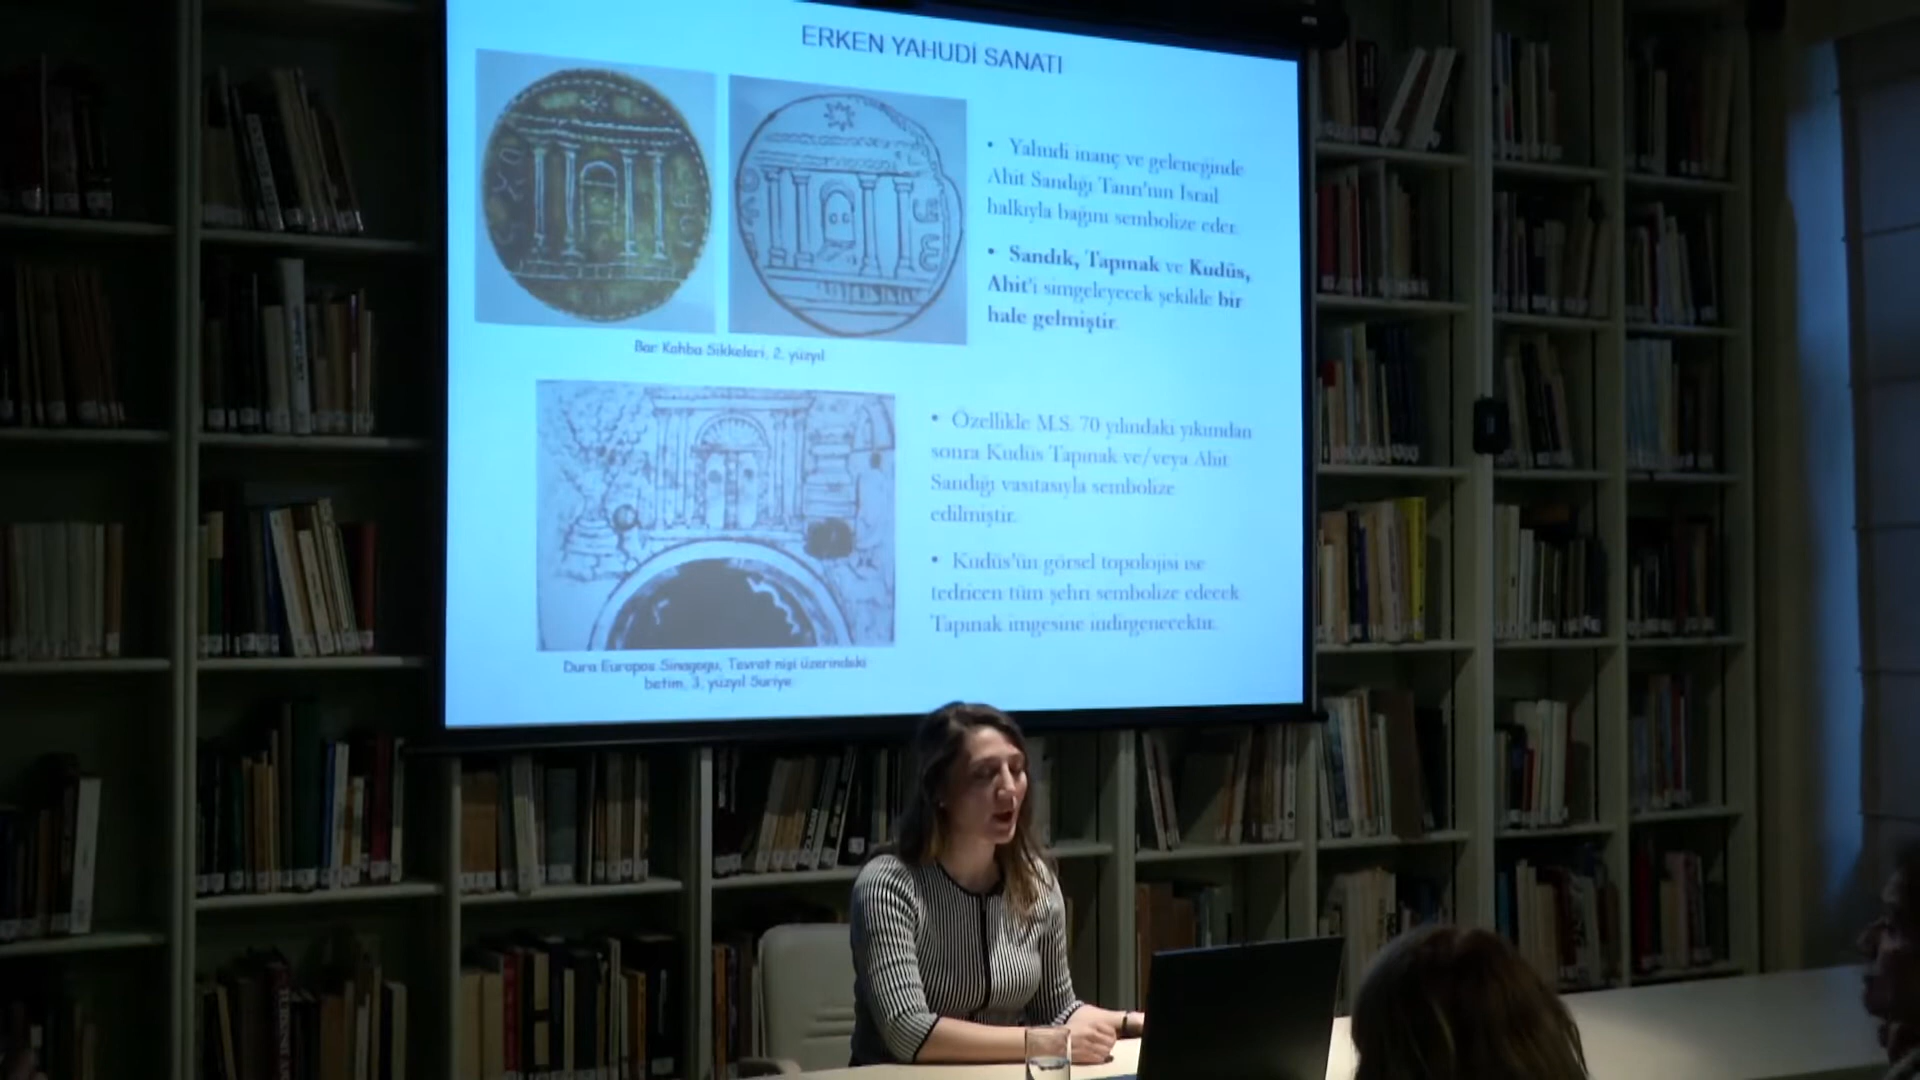 ERKEN YAHUDİ SANATI
• Yahudi inanç ve geleneğinde
Ahit Sandığı Tanrı'nın İsrail
halkıyla bağını sembolize eder.
• Sandık, Tapınak ve Kudüs,
Ahit'i simgeleyecek şekilde bir
hale gelmiştir.
Bar Kohba Sikkeleri, 2. yüzyıl
• Özellikle M.S. 70 yılındaki yıkımdan
sonra Kudüs Tapınak ve/veya Ahit
Sandığı vasıtasıyla sembolize
edilmiştir.
• Kudüs'ün görsel topolojisi ise
tedricen tüm şehri sembolize edecek
Tapınak imgesine indirgenecektir.
Dura Europos Sinagogu, Tevrat nişi üzerindeki
betim, 3. yüzyıl Suriye